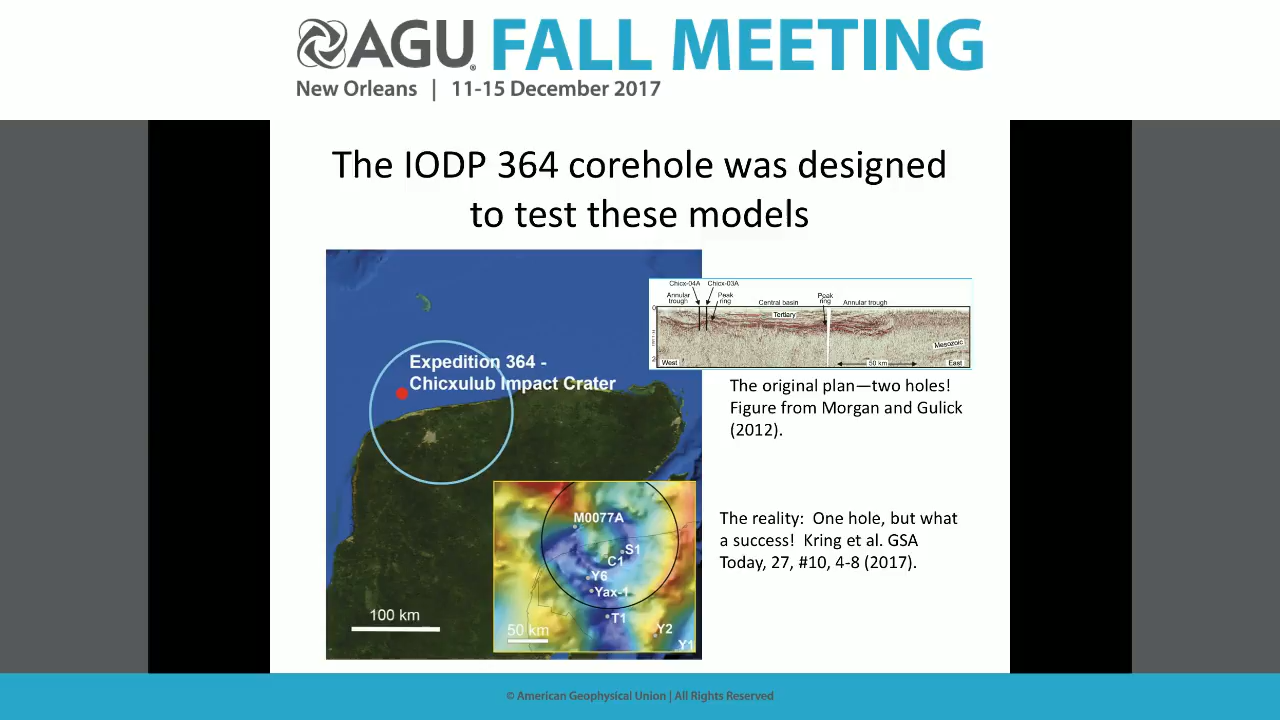 AGU FALL MEETING
New Orleans | 11-15 December 2017
The IODP 364 corehole was designed
to test these models
Expedition 364 -
Chicxulub Impact Crater
100 km
M0077A
S1
C1
Y6
Yax-1
T1
Y2
Y1
50 km
Chicx-04A
Chicx-03A
Annular
trough
Peak
ring
Central basin
Peak
ring
Annular trough
0
Tertiary
Mesozoic
2
West
50 km
East
The original plan—two holes!
Figure from Morgan and Gulick
(2012).
The reality: One hole, but what
a success! Kring et al. GSA
Today, 27, #10, 4-8 (2017).
© American Geophysical Union | All Rights Reserved